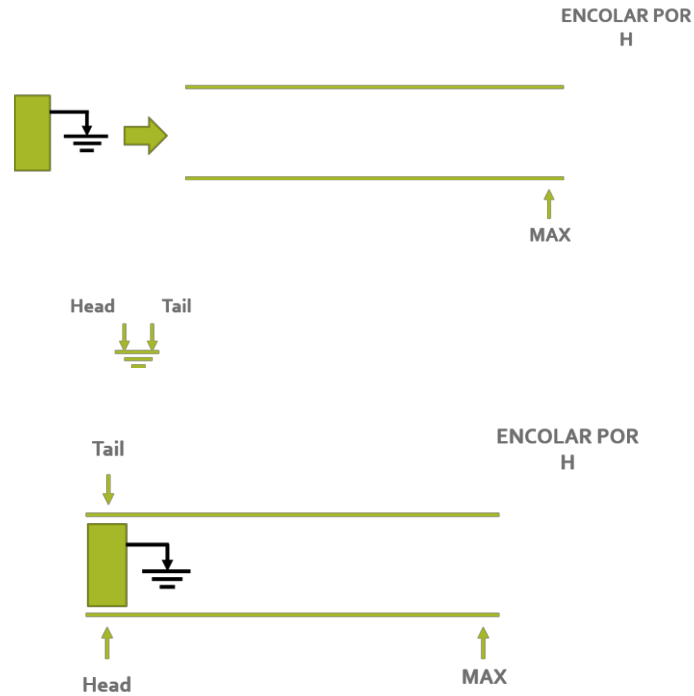 ENCOLAR POR
H
MAX
Head Tail
ENCOLAR POR
H
Tail
MAX
Head